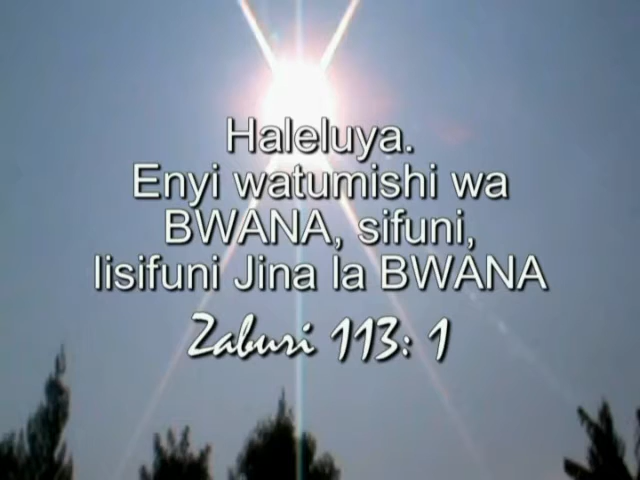 Haleluya.
Enyi watumishi wa
BWANA, sifuni,
lisifuni Jina la BWANA
Zaburi 113: 1